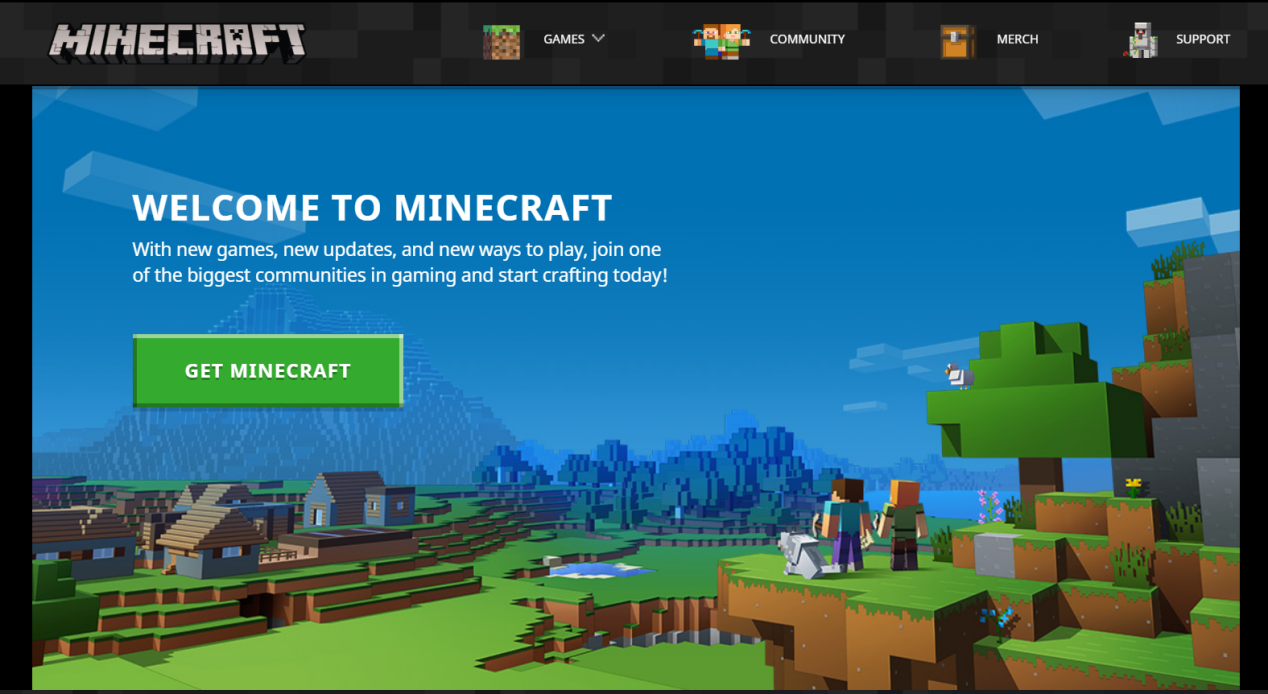 MINECRAFT
GAMES
COMMUNITY
MERCH
SUPPORT
WELCOME TO MINECRAFT
With new games, new updates, and new ways to play, join one
of the biggest communities in gaming and start crafting today!
GET MINECRAFT